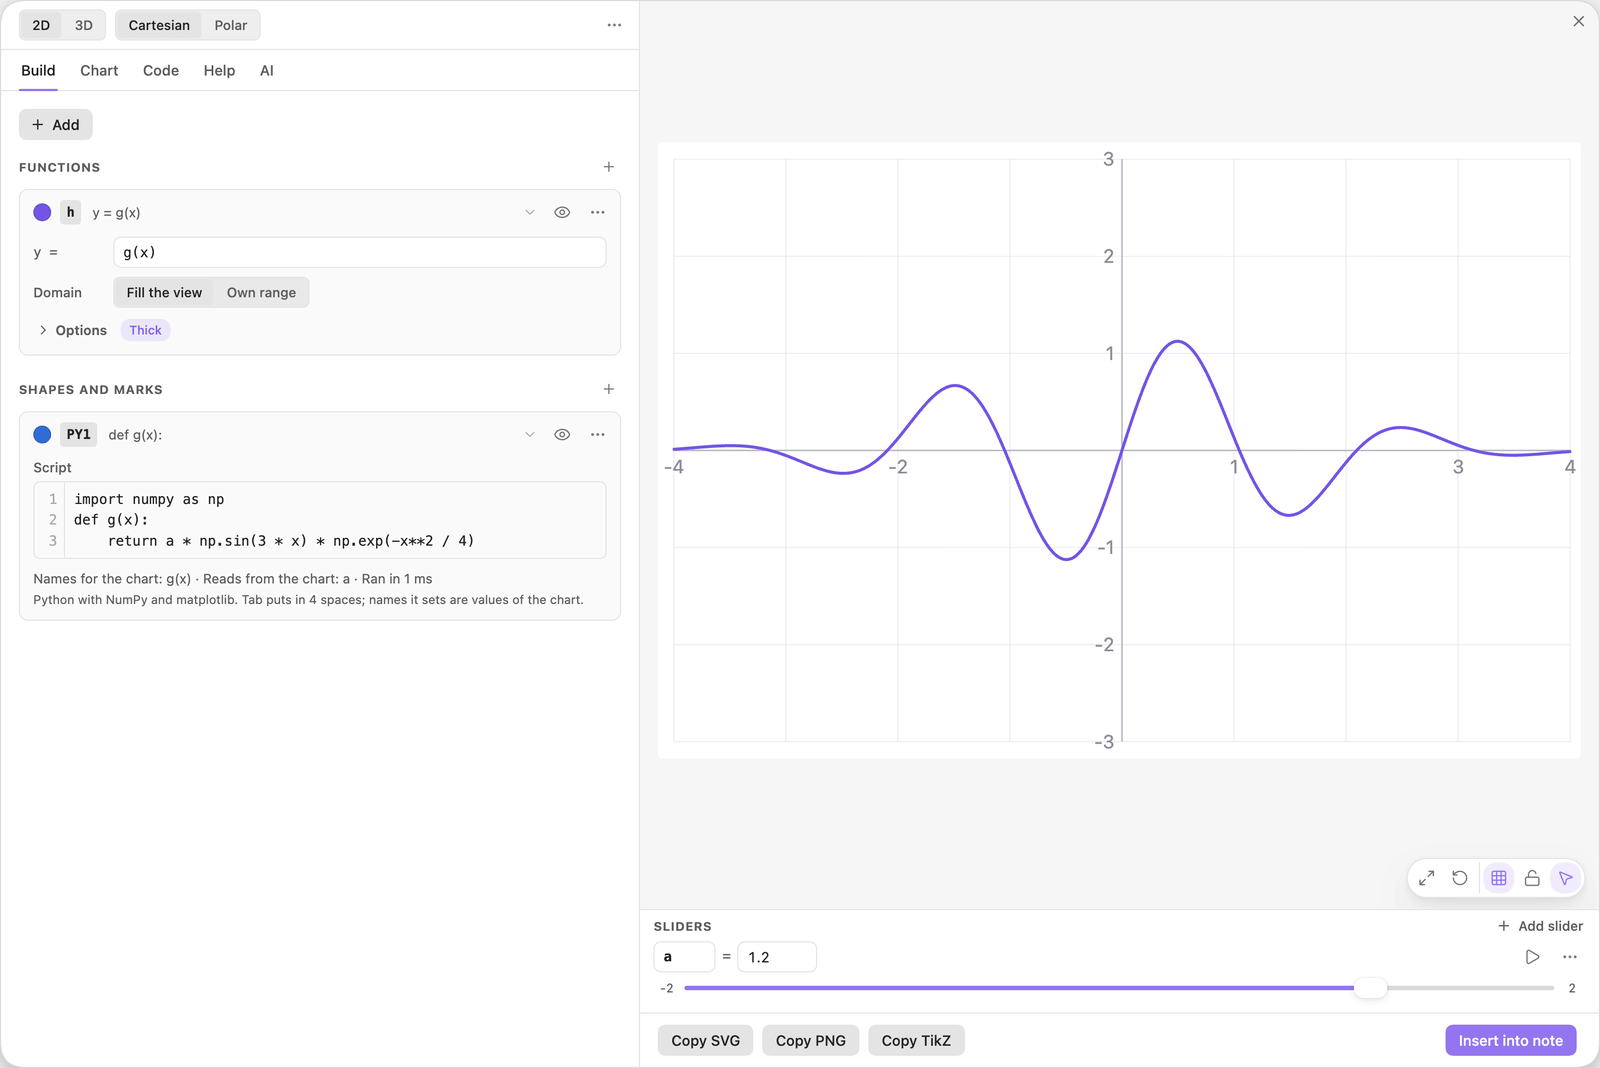 2D 3D Cartesian Polar
Build Chart Code Help AI
+ Add
FUNCTIONS
h y = g(x)
y = g(x)
Domain Fill the view Own range
Options Thick
SHAPES AND MARKS
PY1 def g(x):
Script
1 import numpy as np
2 def g(x):
3 return a * np.sin(3 * x) * np.exp(-x**2 / 4)
Names for the chart: g(x) · Reads from the chart: a · Ran in 1 ms
Python with NumPy and matplotlib. Tab puts in 4 spaces; names it sets are values of the chart.
3
2
1
-4 -2 1 3 4
-1
-2
-3
SLIDERS + Add slider
a = 1.2
-2 2
Copy SVG Copy PNG Copy TikZ Insert into note